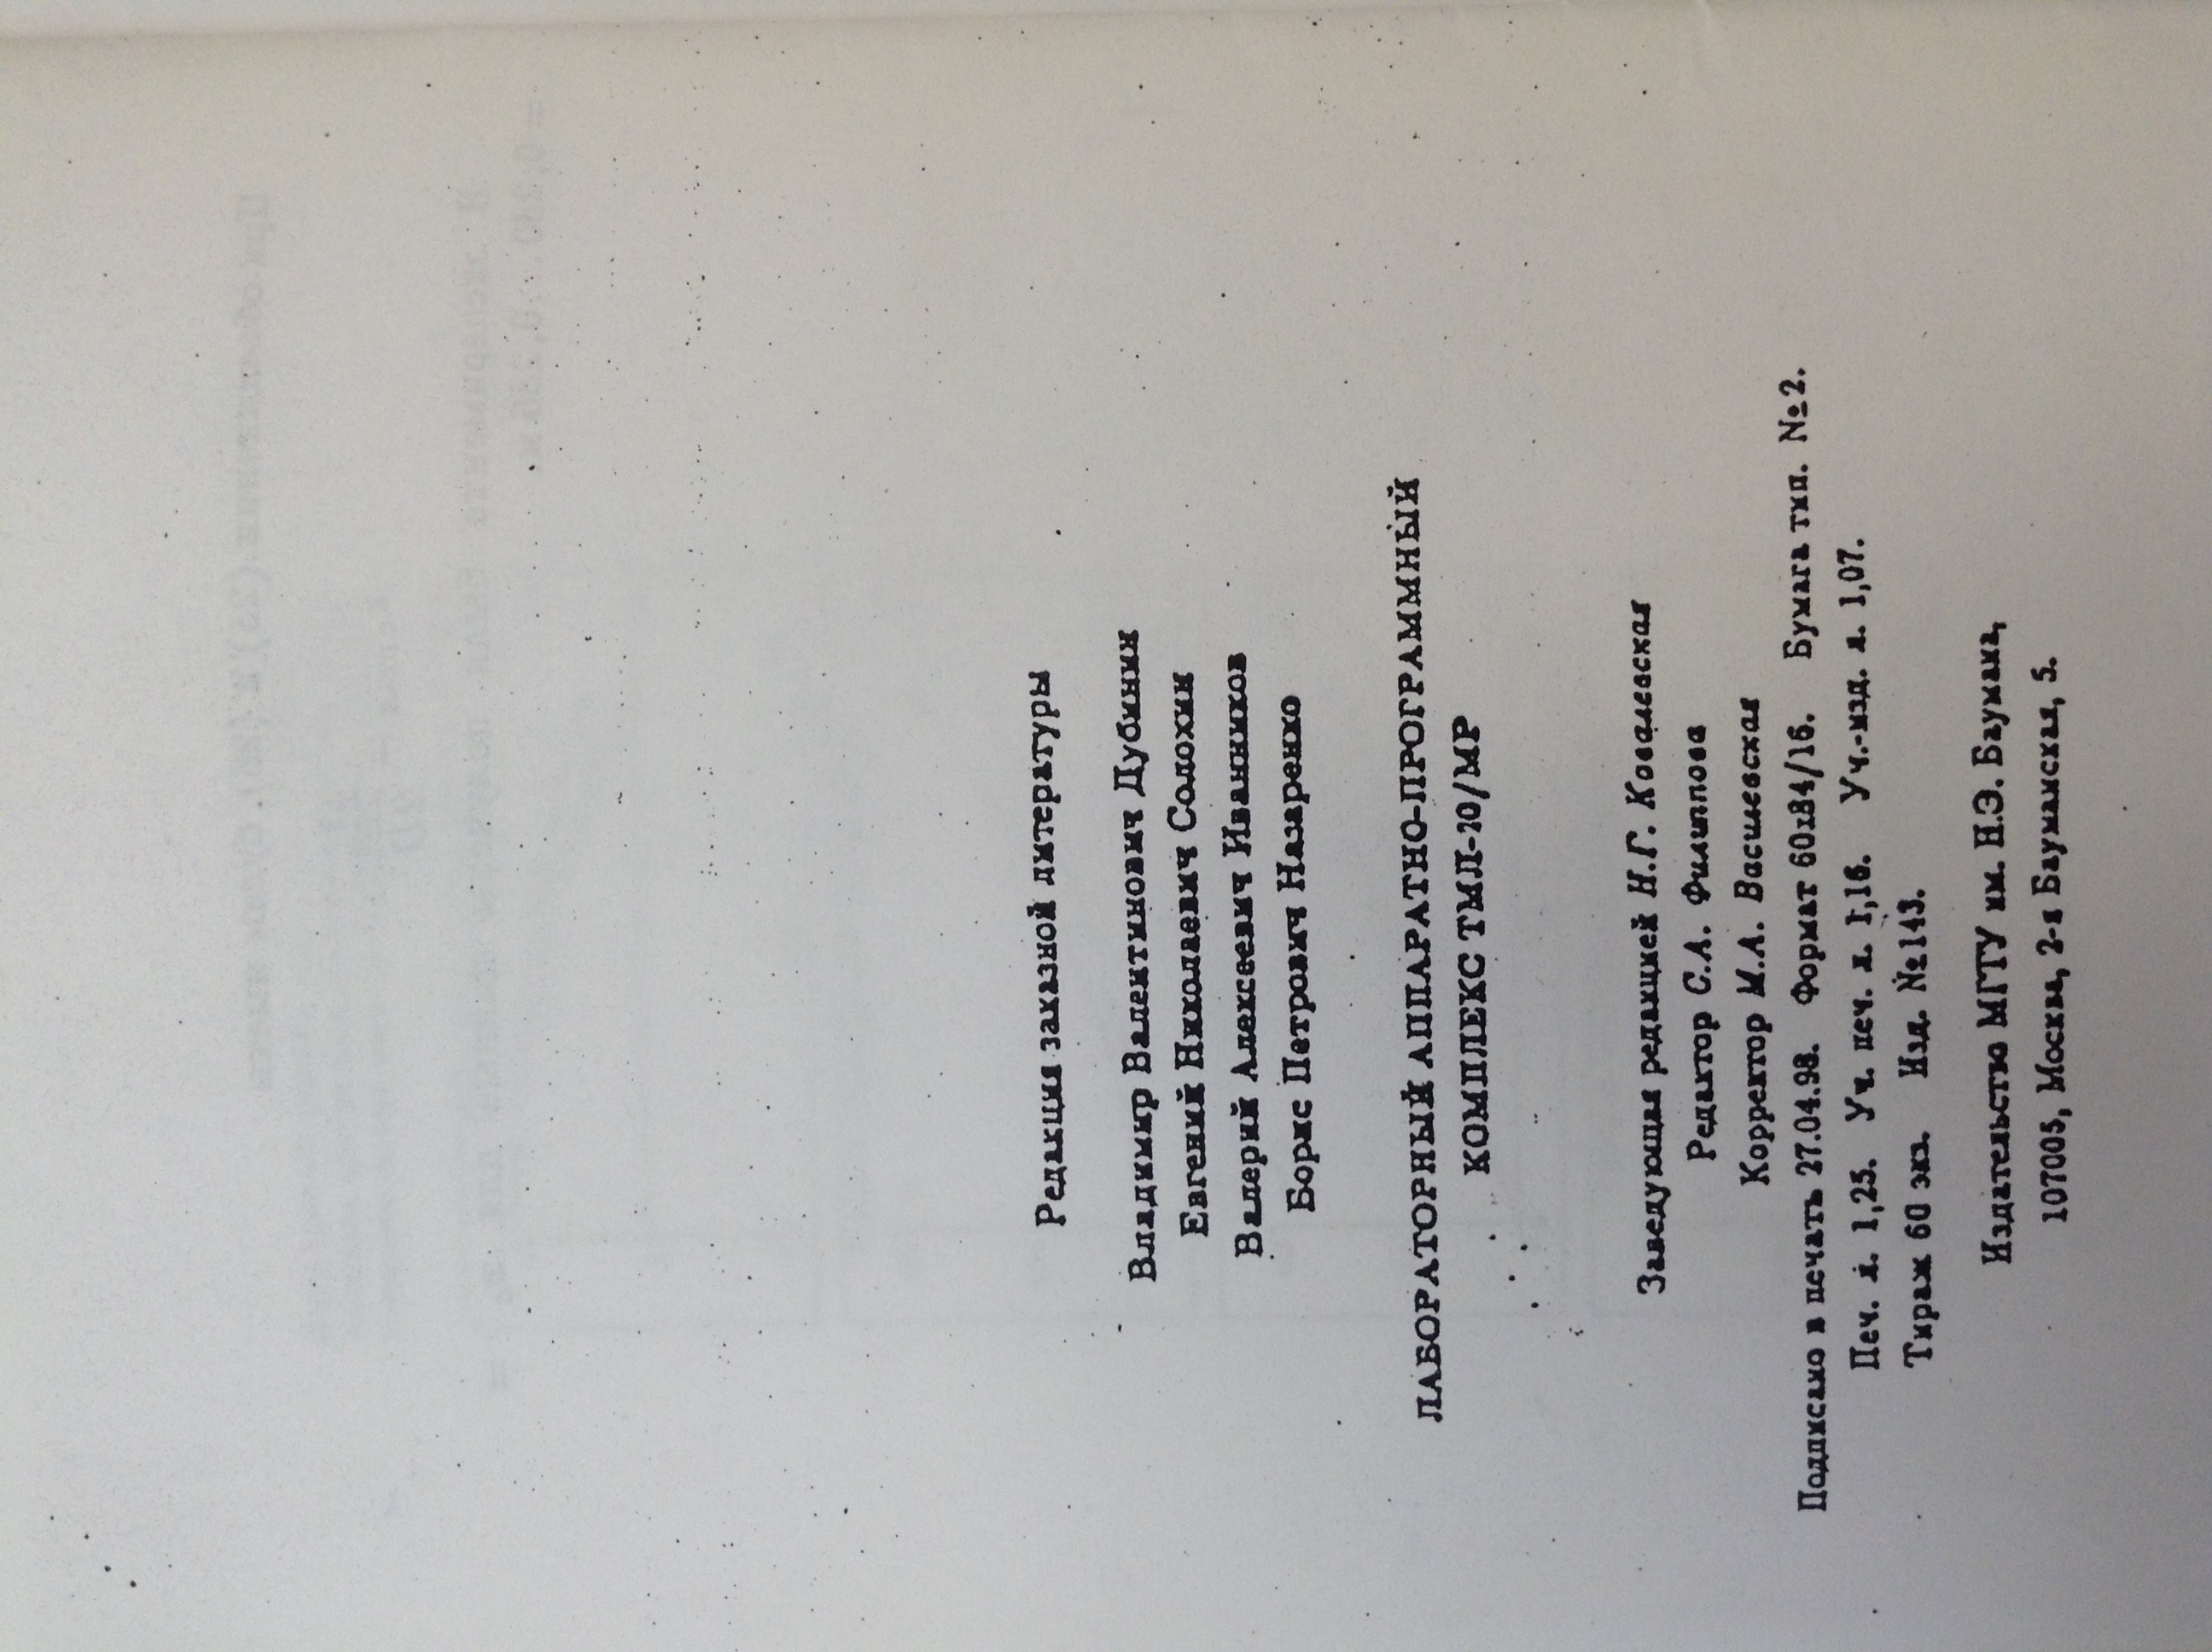 Редакция заказной литературы
Владимир Валентинович Дубинин
Евгений Николаевич Солохин
Валерий Алексеевич Иванников
Борис Петрович Назаренко
ЛАБОРАТОРНЫЙ АППАРАТНО-ПРОГРАММНЫЙ
КОМПЛЕКС ТМЛ-20/МР
Заведующая редакцией Н.Г. Ковалевская
Редактор С.А. Филиппова
Корректор М.А. Василевская
Подписано в печать 27.04.98. Формат 60х84/16. Бумага тип. №2.
Печ. л. 1,25. Уч. печ. л. 1,16. Уч.-изд. л. 1,07.
Тираж 60 экз. Изд. №143.
Издательство МГТУ им. Н.Э. Баумана,
107005, Москва, 2-я Бауманская, 5.